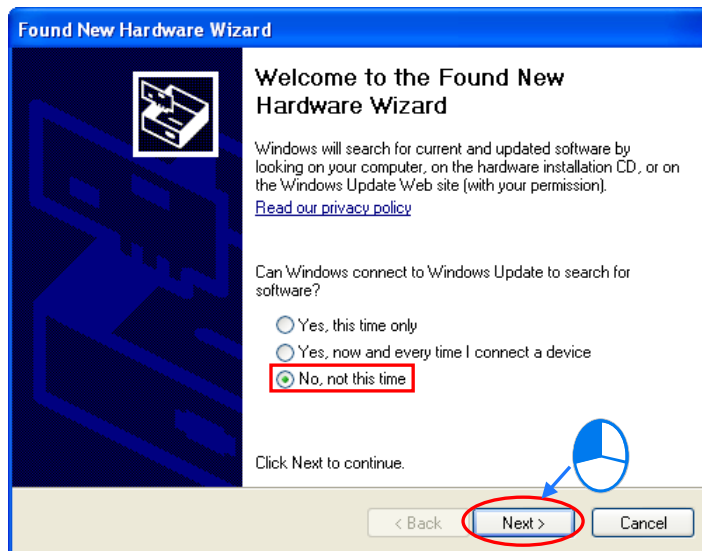 Found New Hardware Wizard
Welcome to the Found New
Hardware Wizard
Windows will search for current and updated software by
looking on your computer, on the hardware installation CD, or on
the Windows Update Web site (with your permission).
Read our privacy policy
Can Windows connect to Windows Update to search for
software?
Yes, this time only
Yes, now and every time I connect a device
No, not this time
Click Next to continue.
< Back
Next >
Cancel